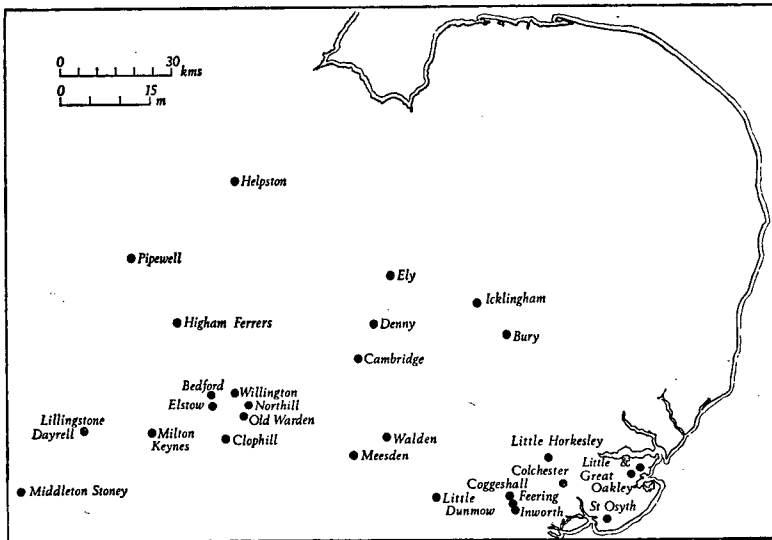 0 30
kms
0 15
m
Helpston
Pipewell
Ely
Icklingham
Higham Ferrers
Denny
Bury
Cambridge
Bedford
Willington
Elstow
Northill
Old Warden
Lillingstone
Dayrell
Milton
Keynes
Clophill
Walden
Meesden
Little Horkesley
Little &
Great
Oakley
Colchester
Coggeshall
Feering
Inworth
Little
Dunmow
St Osyth
Middleton Stoney